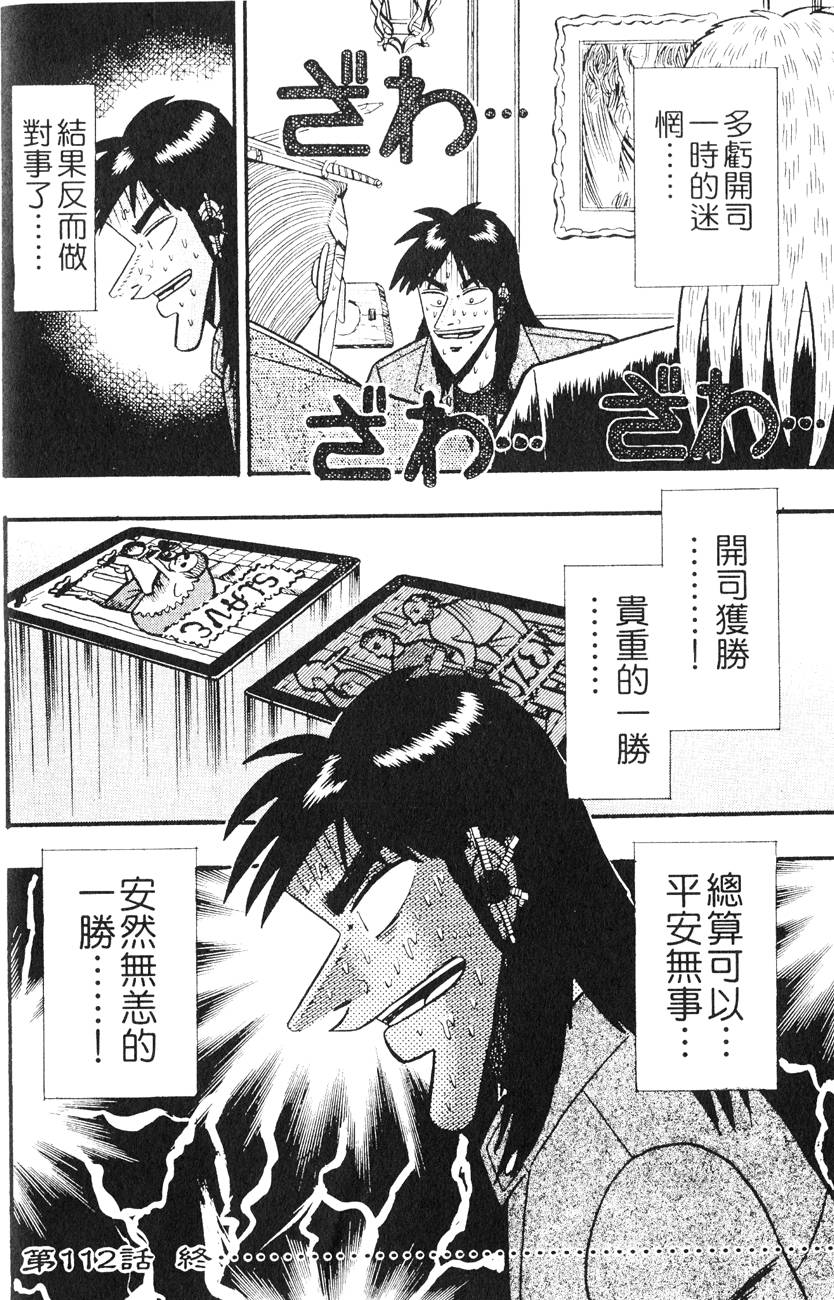 多虧開司
一時的迷
惘……
ざわ…
ざわ…
ざわ…
結果反而做
對事了……
開司獲勝
………！
貴重的一勝
………
SLAVE
總算可以…
平安無事…
安然無恙的
一勝……！
第112話 終